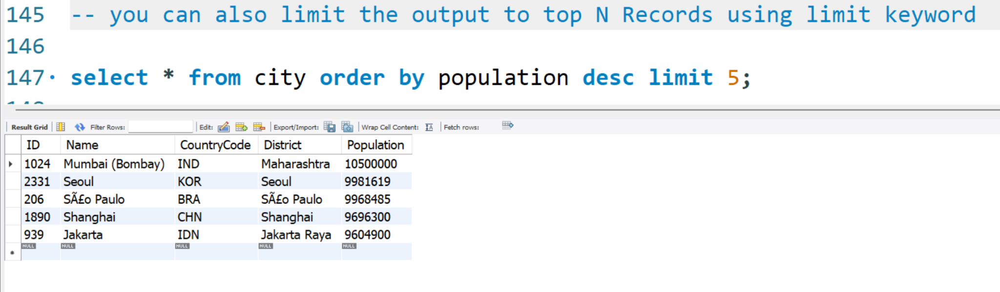 145 -- you can also limit the output to top N Records using limit keyword
146
147 select * from city order by population desc limit 5;
Result Grid Filter Rows: Edit: Export/Import: Wrap Cell Content: Fetch rows:
ID Name CountryCode District Population
1024 Mumbai (Bombay) IND Maharashtra 10500000
2331 Seoul KOR Seoul 9981619
206 SÃ£o Paulo BRA SÃ£o Paulo 9968485
1890 Shanghai CHN Shanghai 9696300
939 Jakarta IDN Jakarta Raya 9604900
NULL NULL NULL NULL NULL